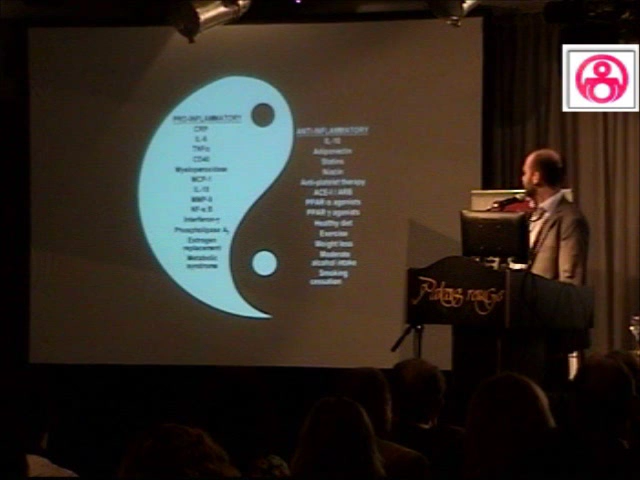 PRO-INFLAMMATORY
CRP
IL-6
TNFα
CD40
Myeloperoxidase
MCP-1
IL-18
MMP-9
NF-κB
Interferon-γ
Phospholipase A₂
Estrogen
replacement
Metabolic
syndrome
ANTI-INFLAMMATORY
IL-10
Adiponectin
Statins
Niacin
Anti-platelet therapy
ACE-I / ARB
PPAR α agonists
PPAR γ agonists
Healthy diet
Exercise
Weight loss
Moderate
alcohol intake
Smoking
cessation